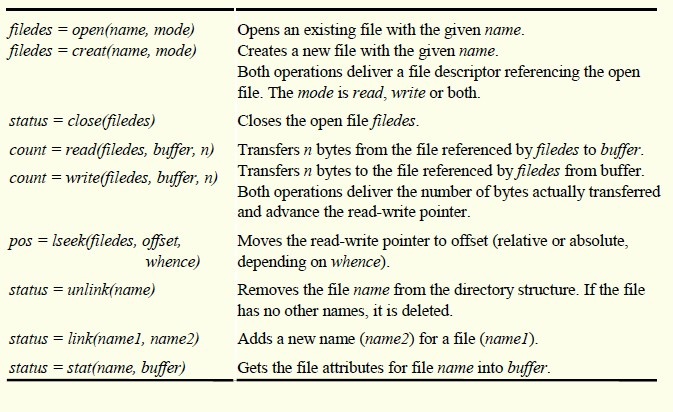 filedes = open(name, mode) Opens an existing file with the given name.
filedes = creat(name, mode) Creates a new file with the given name.
Both operations deliver a file descriptor referencing the open
file. The mode is read, write or both.
status = close(filedes) Closes the open file filedes.
count = read(filedes, buffer, n) Transfers n bytes from the file referenced by filedes to buffer.
count = write(filedes, buffer, n) Transfers n bytes to the file referenced by filedes from buffer.
Both operations deliver the number of bytes actually transferred
and advance the read-write pointer.
pos = lseek(filedes, offset, Moves the read-write pointer to offset (relative or absolute,
whence) depending on whence).
status = unlink(name) Removes the file name from the directory structure. If the file
has no other names, it is deleted.
status = link(name1, name2) Adds a new name (name2) for a file (name1).
status = stat(name, buffer) Gets the file attributes for file name into buffer.